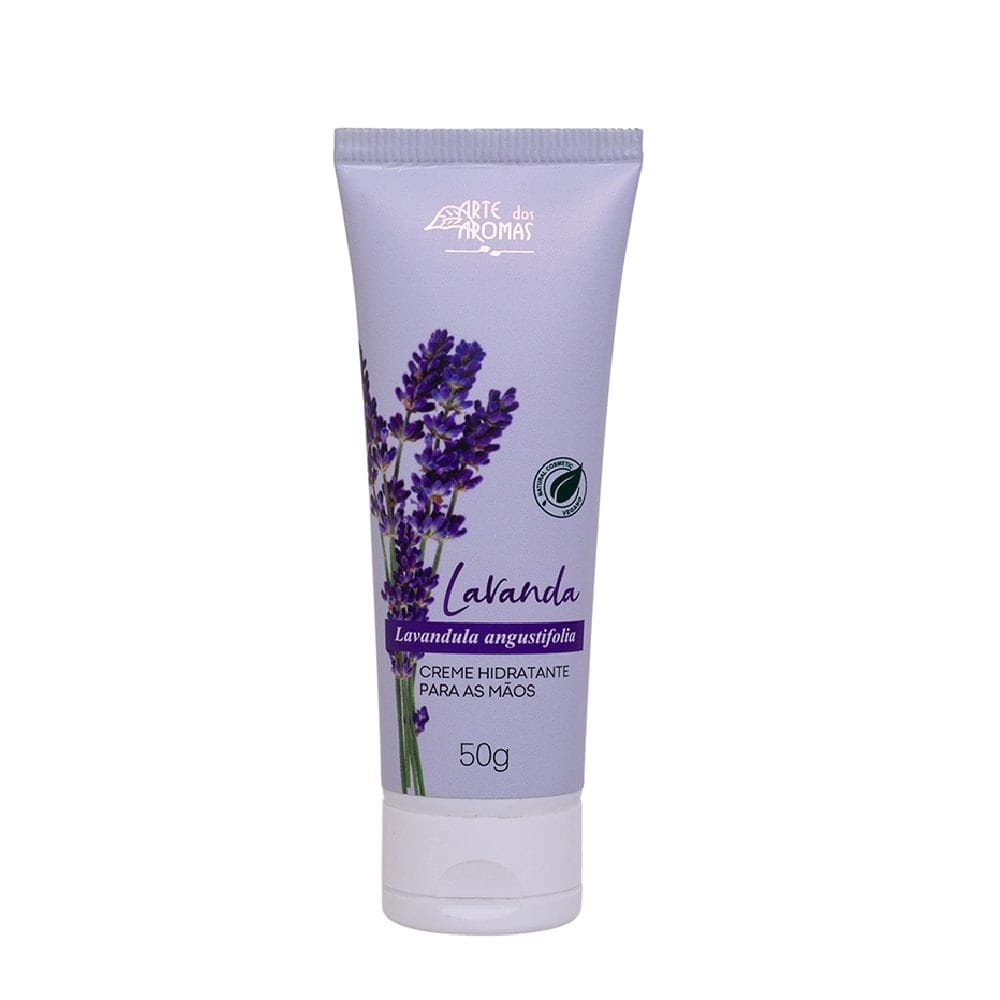 ARTE dos
AROMAS
NATURAL COSMETIC
VEGANO
Lavanda
Lavandula angustifolia
CREME HIDRATANTE
PARA AS MÃOS
50g